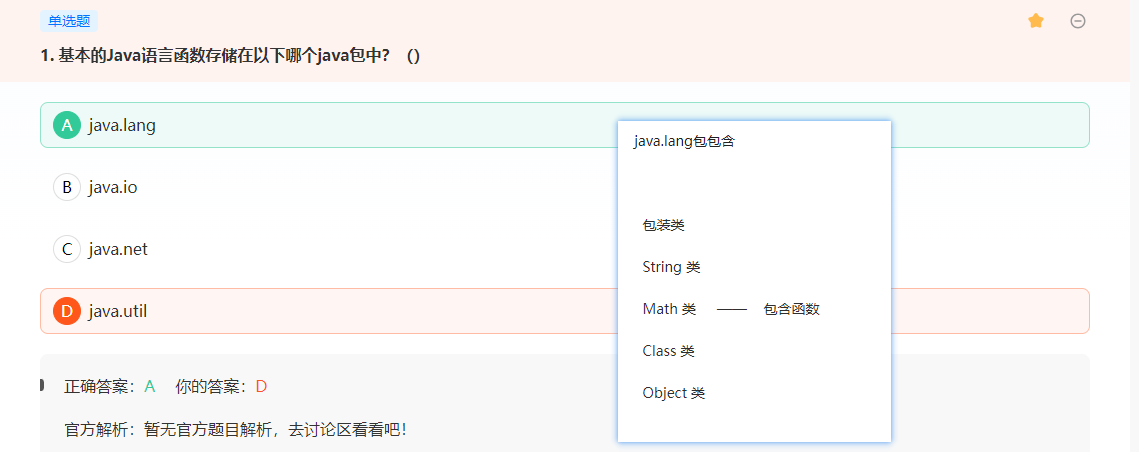 单选题
1. 基本的Java语言函数存储在以下哪个java包中？（）
A java.lang
B java.io
C java.net
D java.util
java.lang包包含
包装类
String 类
Math 类 —— 包含函数
Class 类
Object 类
正确答案：A 你的答案：D
官方解析：暂无官方题目解析，去讨论区看看吧！